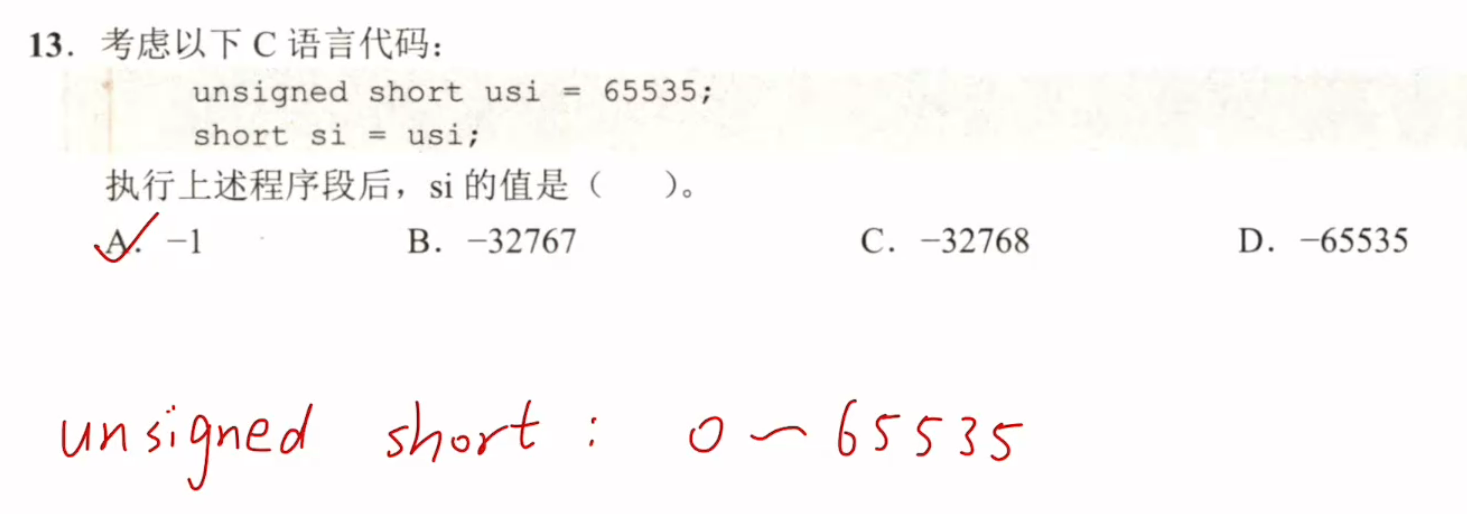 13. 考虑以下 C 语言代码：
unsigned short usi = 65535;
short si = usi;
执行上述程序段后，si 的值是（ ）。
A. −1 B. −32767 C. −32768 D. −65535
unsigned short : 0 ~ 65535